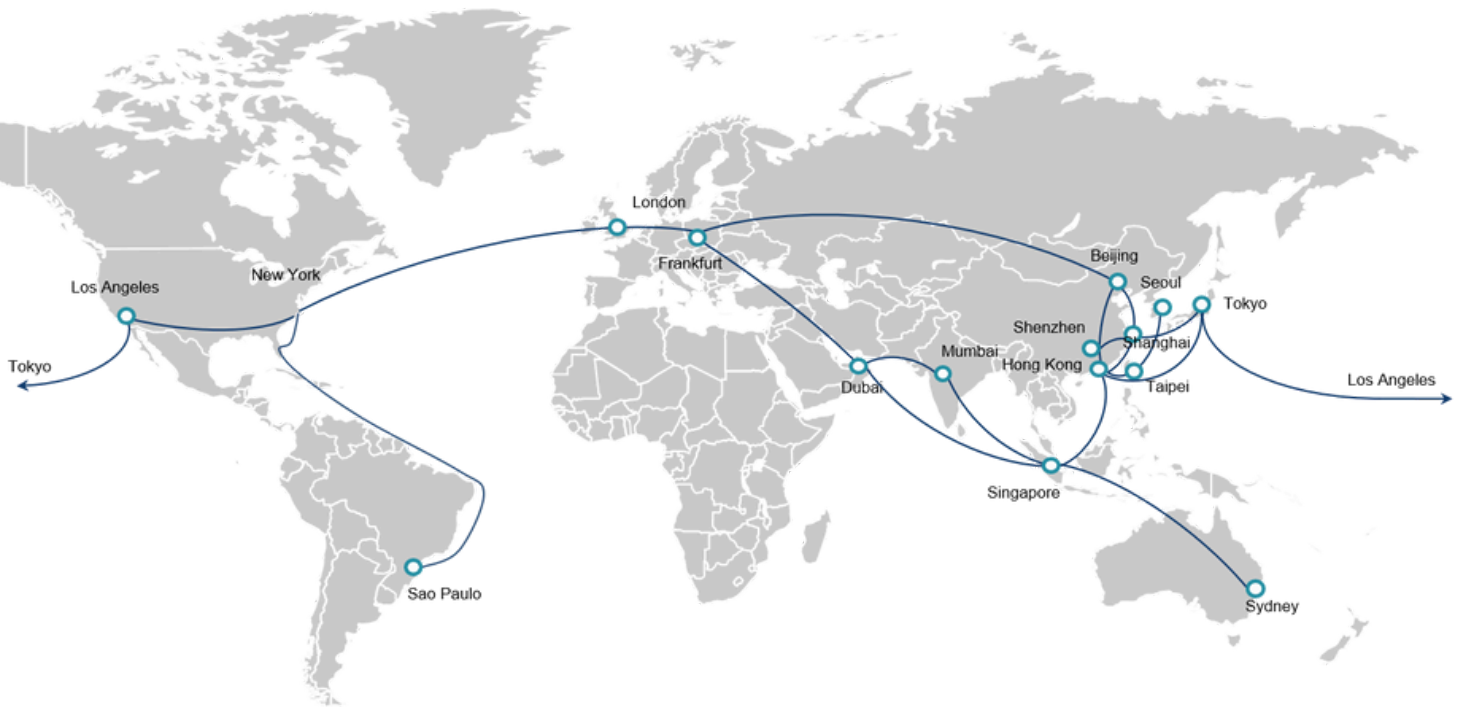 London
Frankfurt
New York
Los Angeles
Tokyo
Beijing
Seoul
Tokyo
Shenzhen
Shanghai
Mumbai
Hong Kong
Dubai
Taipei
Los Angeles
Singapore
Sao Paulo
Sydney